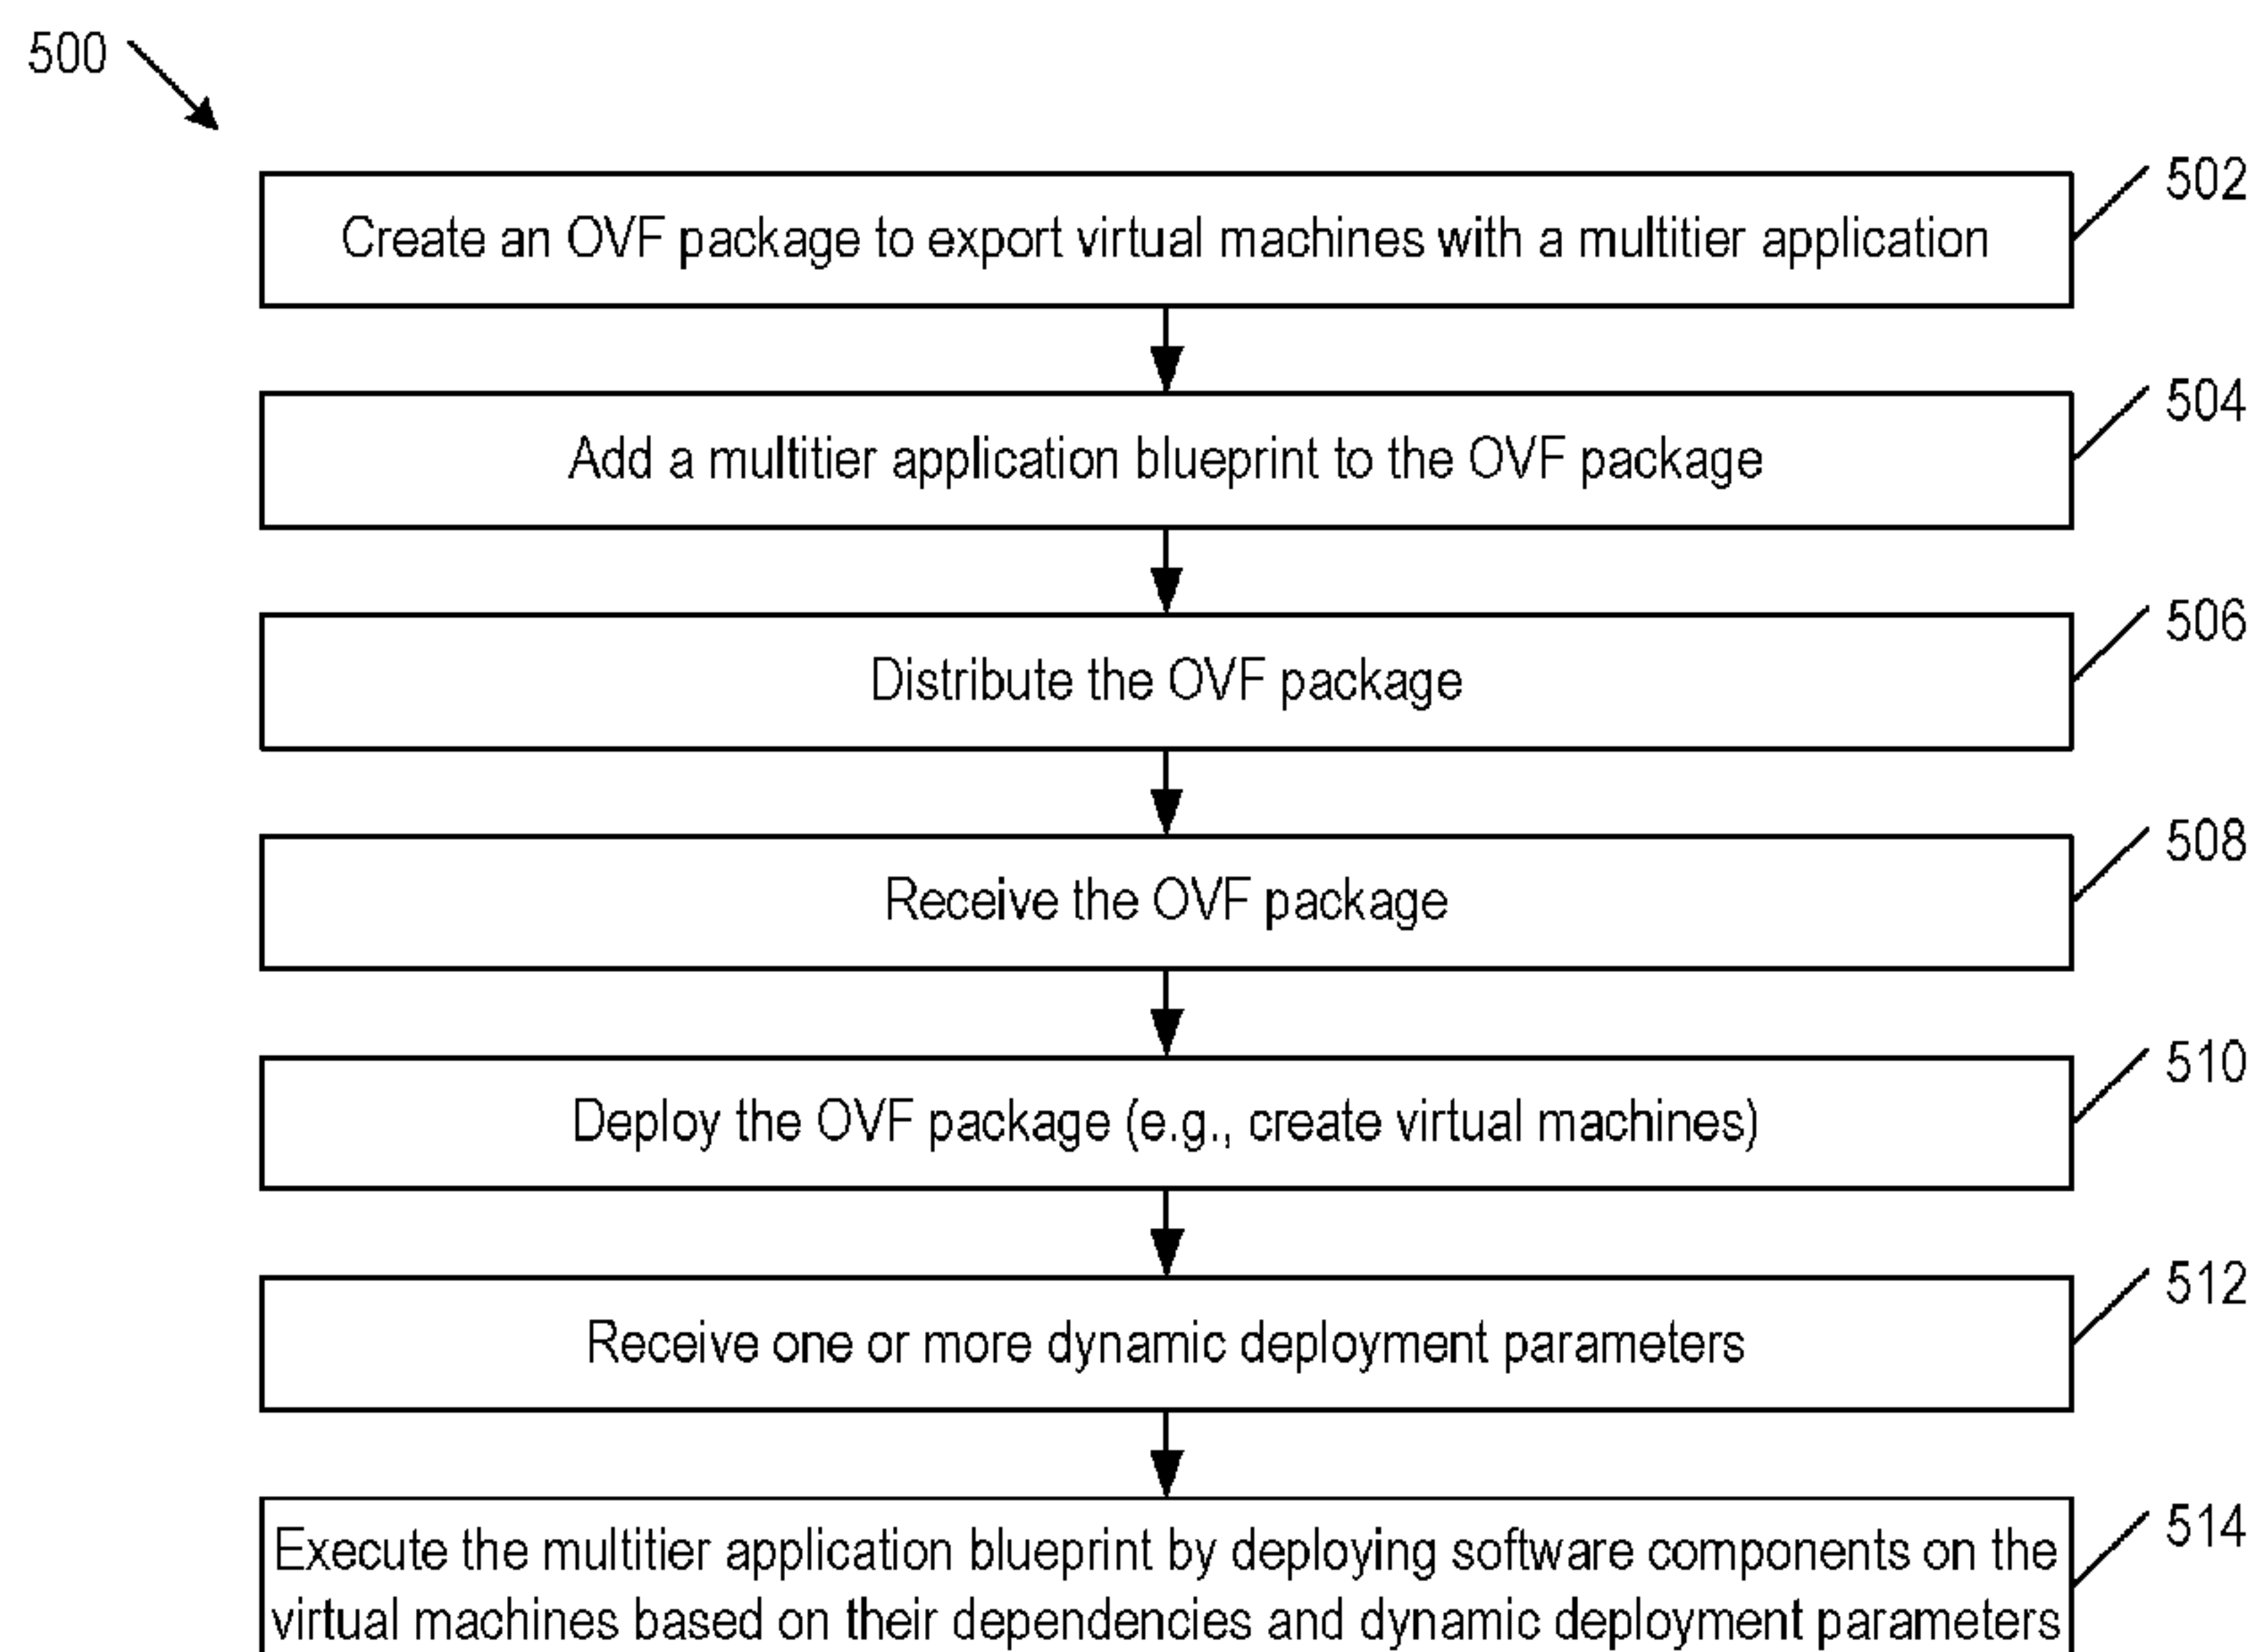 500
502
Create an OVF package to export virtual machines with a multitier application
504
Add a multitier application blueprint to the OVF package
506
Distribute the OVF package
508
Receive the OVF package
510
Deploy the OVF package (e.g., create virtual machines)
512
Receive one or more dynamic deployment parameters
514
Execute the multitier application blueprint by deploying software components on the
virtual machines based on their dependencies and dynamic deployment parameters